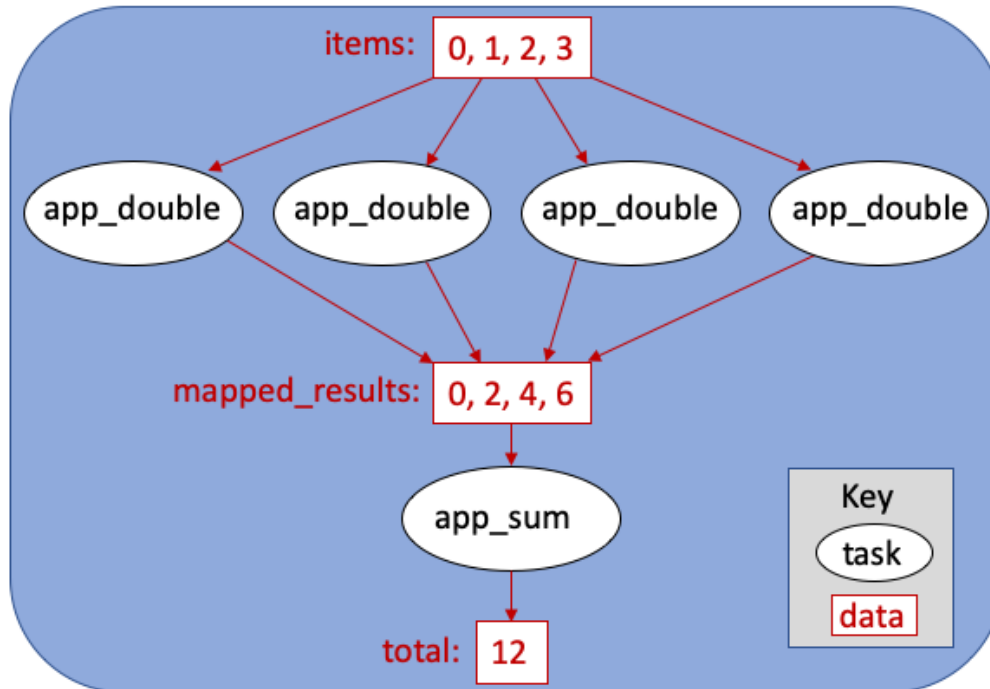 items: 0, 1, 2, 3
app_double app_double app_double app_double
mapped_results: 0, 2, 4, 6
app_sum
total: 12
Key
task
data